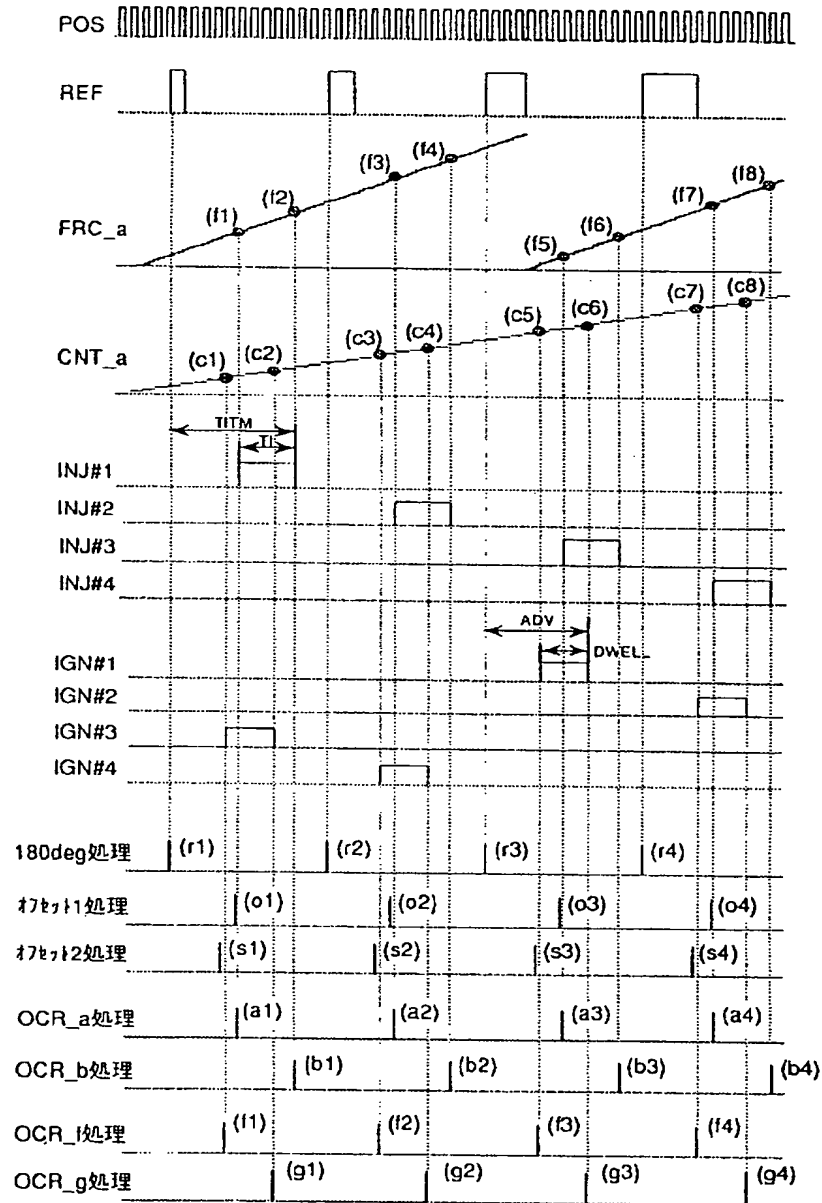 POS
REF
(f1) (f2) (f3) (f4) (f5) (f6) (f7) (f8)
FRC_a
(c1) (c2) (c3) (c4) (c5) (c6) (c7) (c8)
CNT_a
TITM
TI
INJ#1
INJ#2
INJ#3
INJ#4
ADV
DWEL_
IGN#1
IGN#2
IGN#3
IGN#4
180deg処理 (r1) (r2) (r3) (r4)
ｵﾌｾｯﾄ1処理 (o1) (o2) (o3) (o4)
ｵﾌｾｯﾄ2処理 (s1) (s2) (s3) (s4)
OCR_a処理 (a1) (a2) (a3) (a4)
OCR_b処理 (b1) (b2) (b3) (b4)
OCR_f処理 (f1) (f2) (f3) (f4)
OCR_g処理 (g1) (g2) (g3) (g4)